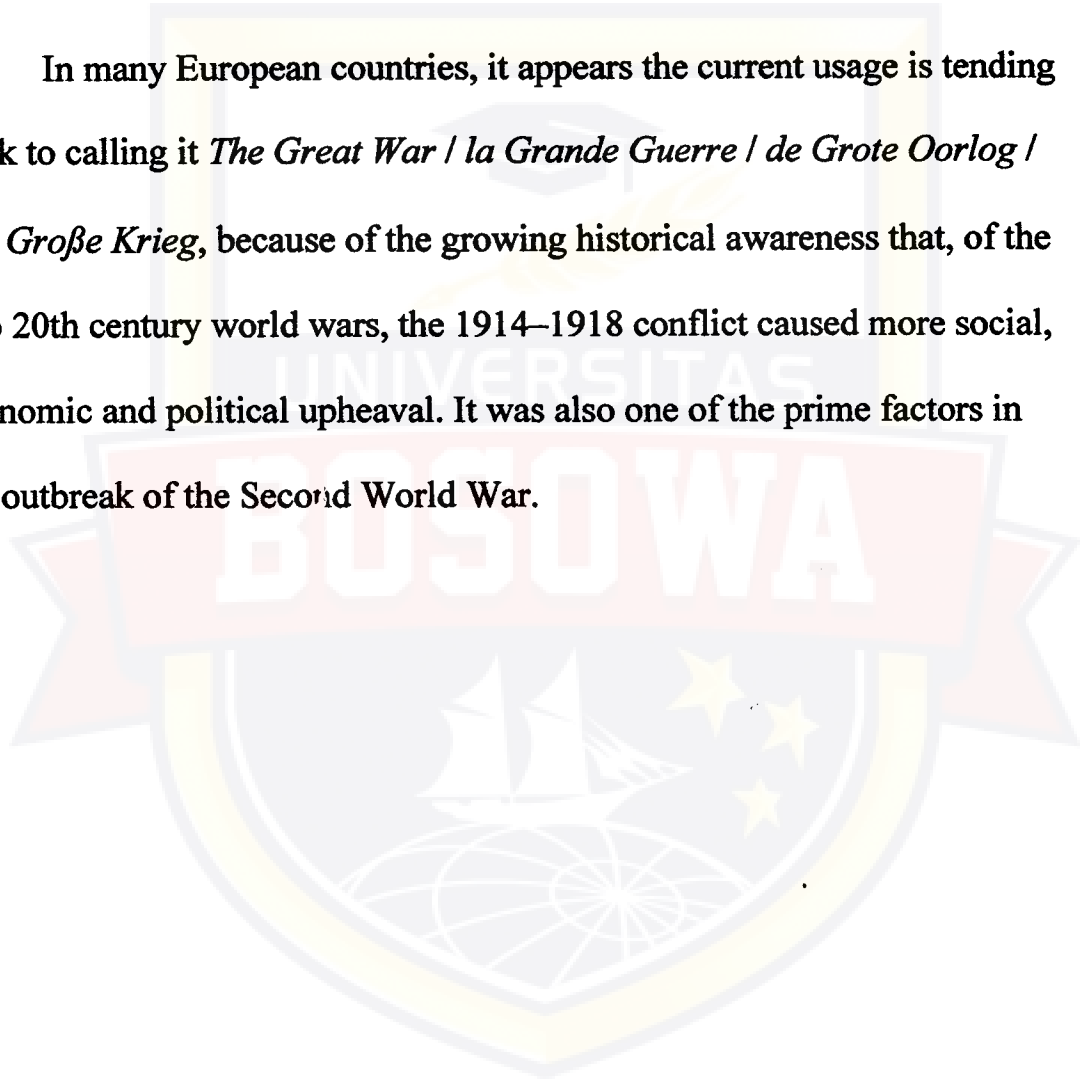 In many European countries, it appears the current usage is tending
k to calling it The Great War / la Grande Guerre / de Grote Oorlog /
Große Krieg, because of the growing historical awareness that, of the
20th century world wars, the 1914–1918 conflict caused more social,
nomic and political upheaval. It was also one of the prime factors in
outbreak of the Second World War.
UNIVERSITAS
BOSOWA